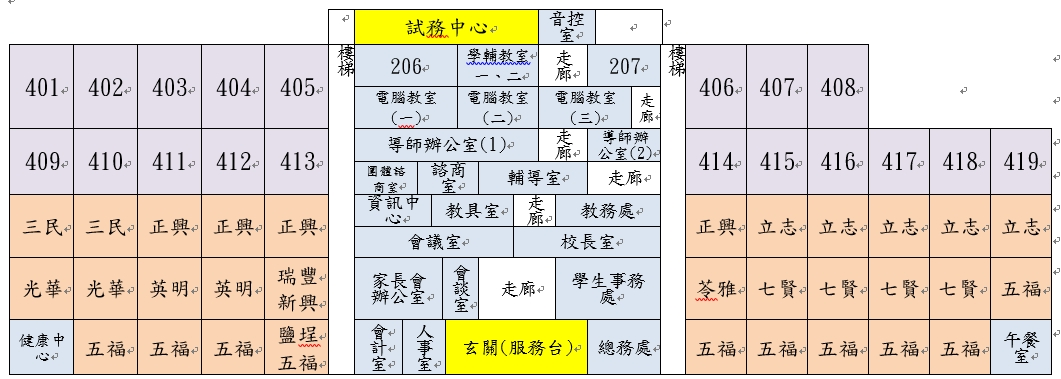 試務中心 音控
室
樓
梯
樓
梯
401 402 403 404 405
206 學輔教室
一、二
走
廊
207
406 407 408
電腦教室
(一)
電腦教室
(二)
電腦教室
(三)
走
廊
409 410 411 412 413
導師辦公室(1)
走
廊
導師辦
公室(2)
414 415 416 417 418 419
團體諮
商室
諮商
室
輔導室 走廊
三民 三民 正興 正興 正興
資訊中
心
教具室
走
廊
教務處
正興 立志 立志 立志 立志 立志
會議室 校長室
光華 光華 英明 英明
瑞豐
新興
家長會
辦公室
會
談
室
走廊
學生事務
處
苓雅 七賢 七賢 七賢 七賢 五福
健康中
心
五福 五福 五福
鹽埕
五福
會
計
室
人
事
室
玄關(服務台) 總務處
五福 五福 五福 五福 五福
午餐
室